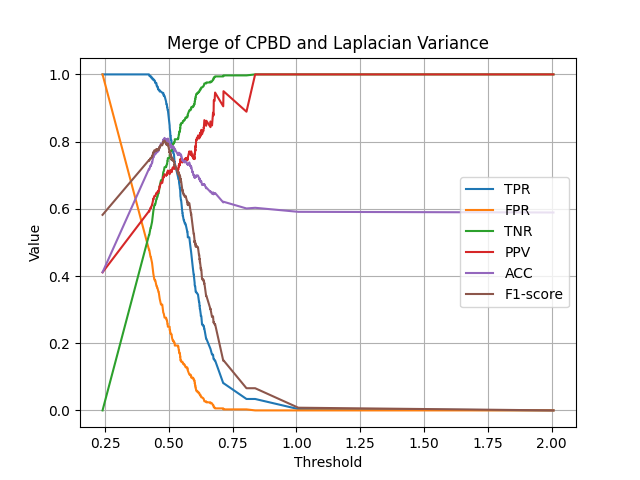 Merge of CPBD and Laplacian Variance
Value
1.0
0.8
0.6
0.4
0.2
0.0
TPR
FPR
TNR
PPV
ACC
F1-score
0.25 0.50 0.75 1.00 1.25 1.50 1.75 2.00
Threshold